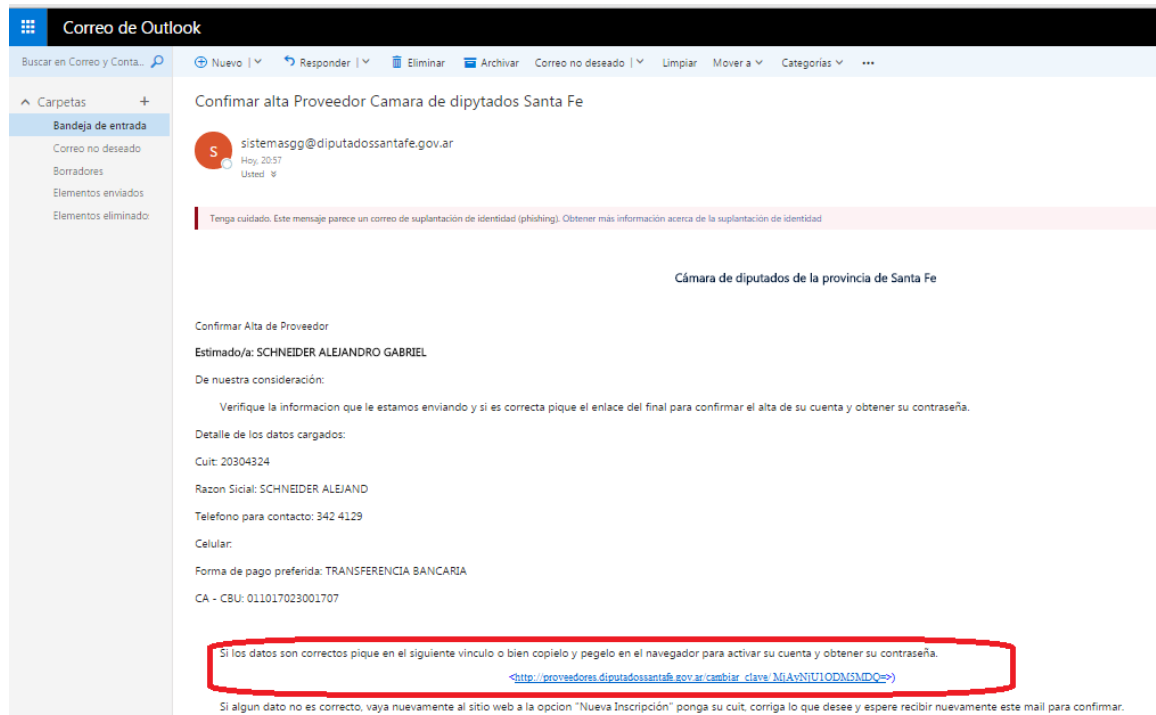 Correo de Outlook
Buscar en Correo y Conta...
Nuevo | Responder | Eliminar Archivar Correo no deseado | Limpiar Mover a Categorías ...
Carpetas +
Bandeja de entrada
Correo no deseado
Borradores
Elementos enviados
Elementos eliminado
Confimar alta Proveedor Camara de dipytados Santa Fe
S
sistemasgg@diputadossantafe.gov.ar
Hoy, 20:57
Usted
Tenga cuidado. Este mensaje parece un correo de suplantación de identidad (phishing). Obtener más información acerca de la suplantación de identidad
Cámara de diputados de la provincia de Santa Fe
Confirmar Alta de Proveedor
Estimado/a: SCHNEIDER ALEJANDRO GABRIEL
De nuestra consideración:
Verifique la informacion que le estamos enviando y si es correcta pique el enlace del final para confirmar el alta de su cuenta y obtener su contraseña.
Detalle de los datos cargados:
Cuit: 20304324
Razon Sicial: SCHNEIDER ALEJAND
Telefono para contacto: 342 4129
Celular:
Forma de pago preferida: TRANSFERENCIA BANCARIA
CA - CBU: 011017023001707
Si los datos son correctos pique en el siguiente vinculo o bien copielo y pegelo en el navegador para activar su cuenta y obtener su contraseña.
<http://proveedores.diputadossantafe.gov.ar/cambiar_clave/MjAvNjU1ODM5MDQ=>)
Si algun dato no es correcto, vaya nuevamente al sitio web a la opcion "Nueva Inscripción" ponga su cuit, corriga lo que desee y espere recibir nuevamente este mail para confirmar.